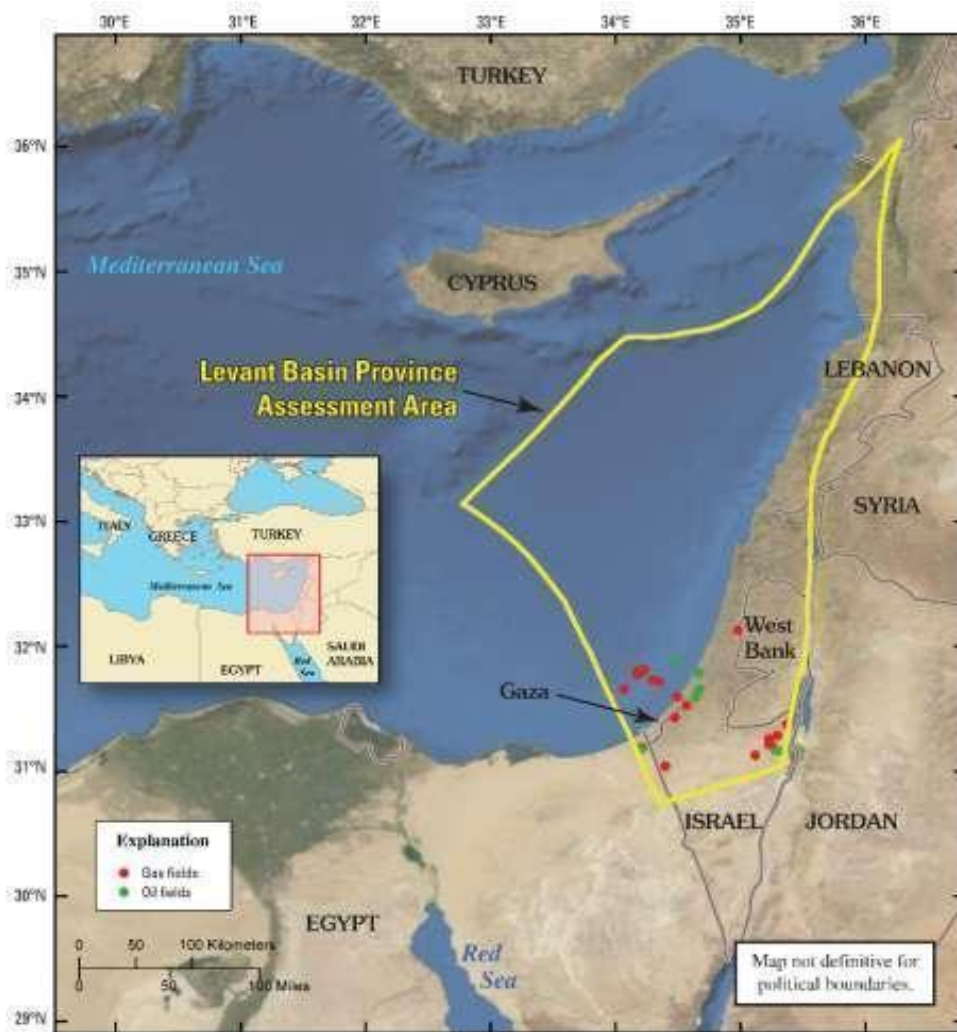 30°E 31°E 32°E 33°E 34°E 35°E 36°E
TURKEY
36°N
35°N
Mediterranean Sea
CYPRUS
Levant Basin Province
Assessment Area
34°N
LEBANON
33°N
SYRIA
ITALY
GREECE
TURKEY
Mediterranean Sea
LIBYA
EGYPT
Red
Sea
SAUDI
ARABIA
32°N
West
Bank
Gaza
31°N
ISRAEL
JORDAN
Explanation
Gas fields
Oil fields
30°N
EGYPT
0 50 100 Kilometers
0 50 100 Miles
Red
Sea
Map not definitive for
political boundaries.
29°N